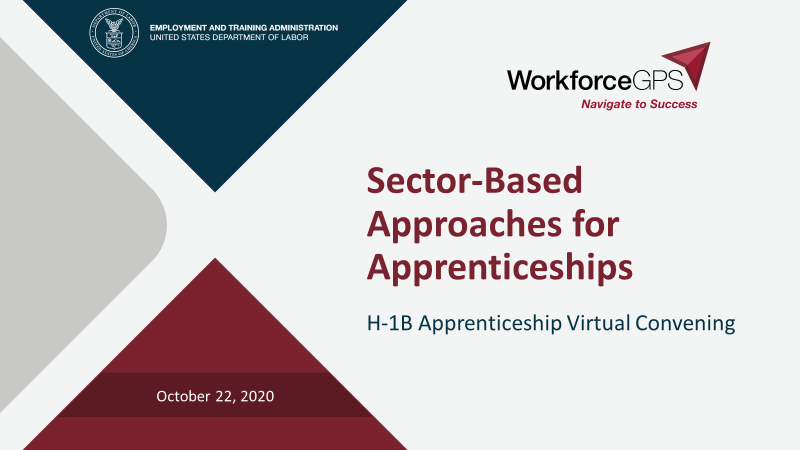 EMPLOYMENT AND TRAINING ADMINISTRATION
UNITED STATES DEPARTMENT OF LABOR
WorkforceGPS
Navigate to Success
Sector-Based
Approaches for
Apprenticeships
H-1B Apprenticeship Virtual Convening
October 22, 2020